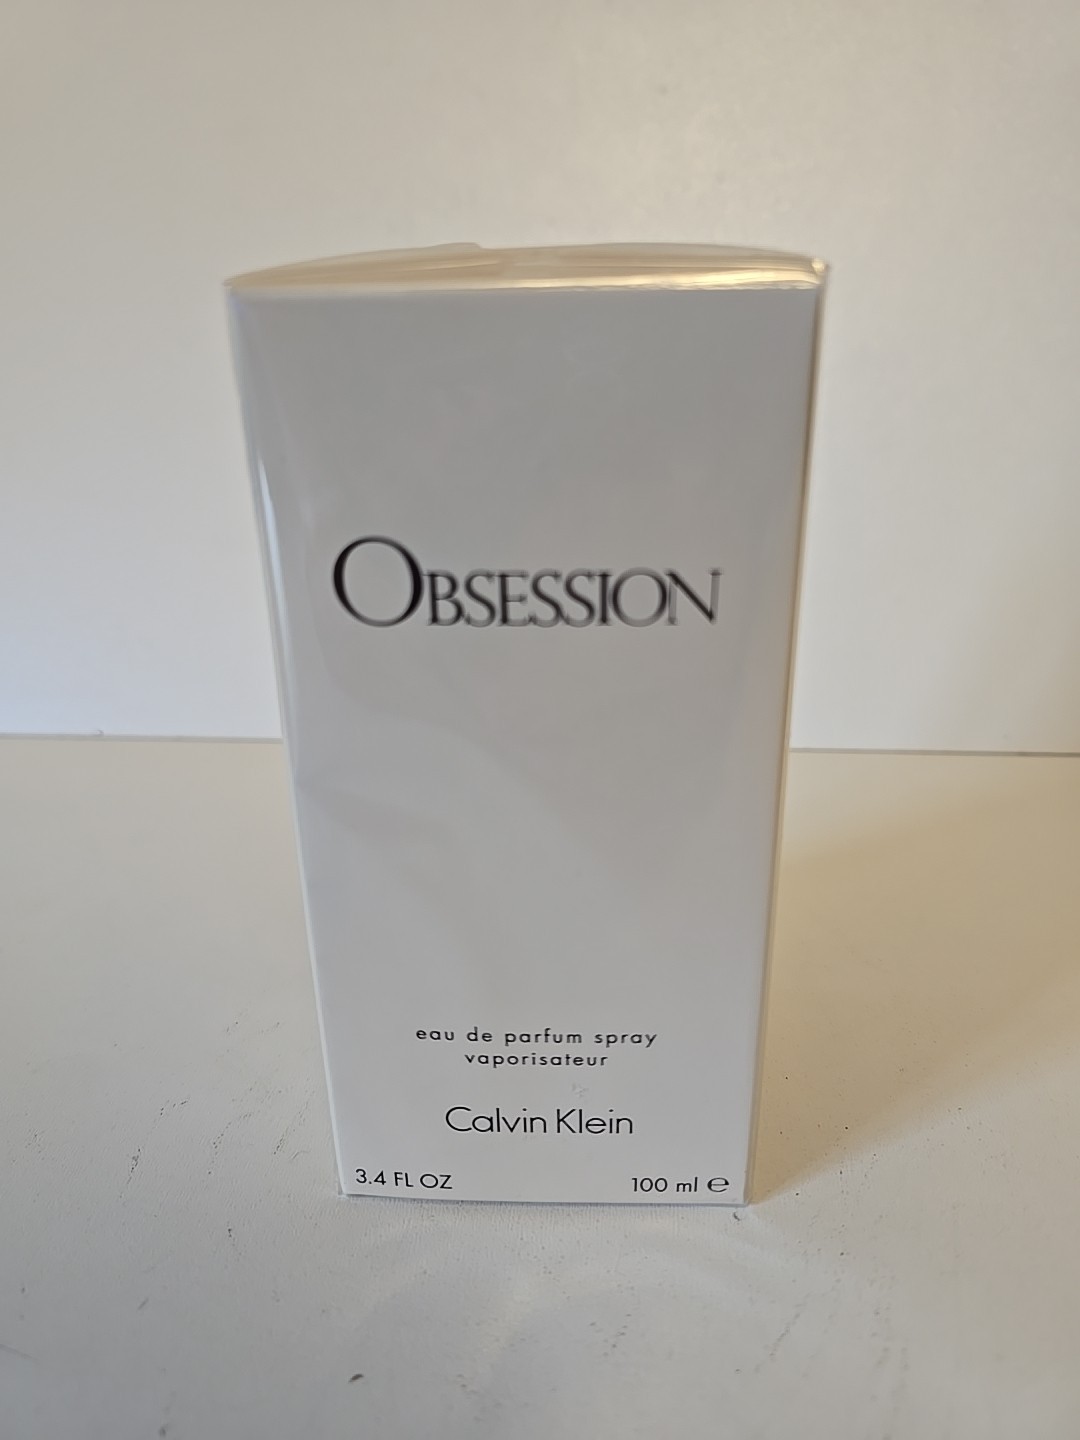 OBSESSION
eau de parfum spray
vaporisateur
Calvin Klein
3.4 FL OZ 100 ml ℮